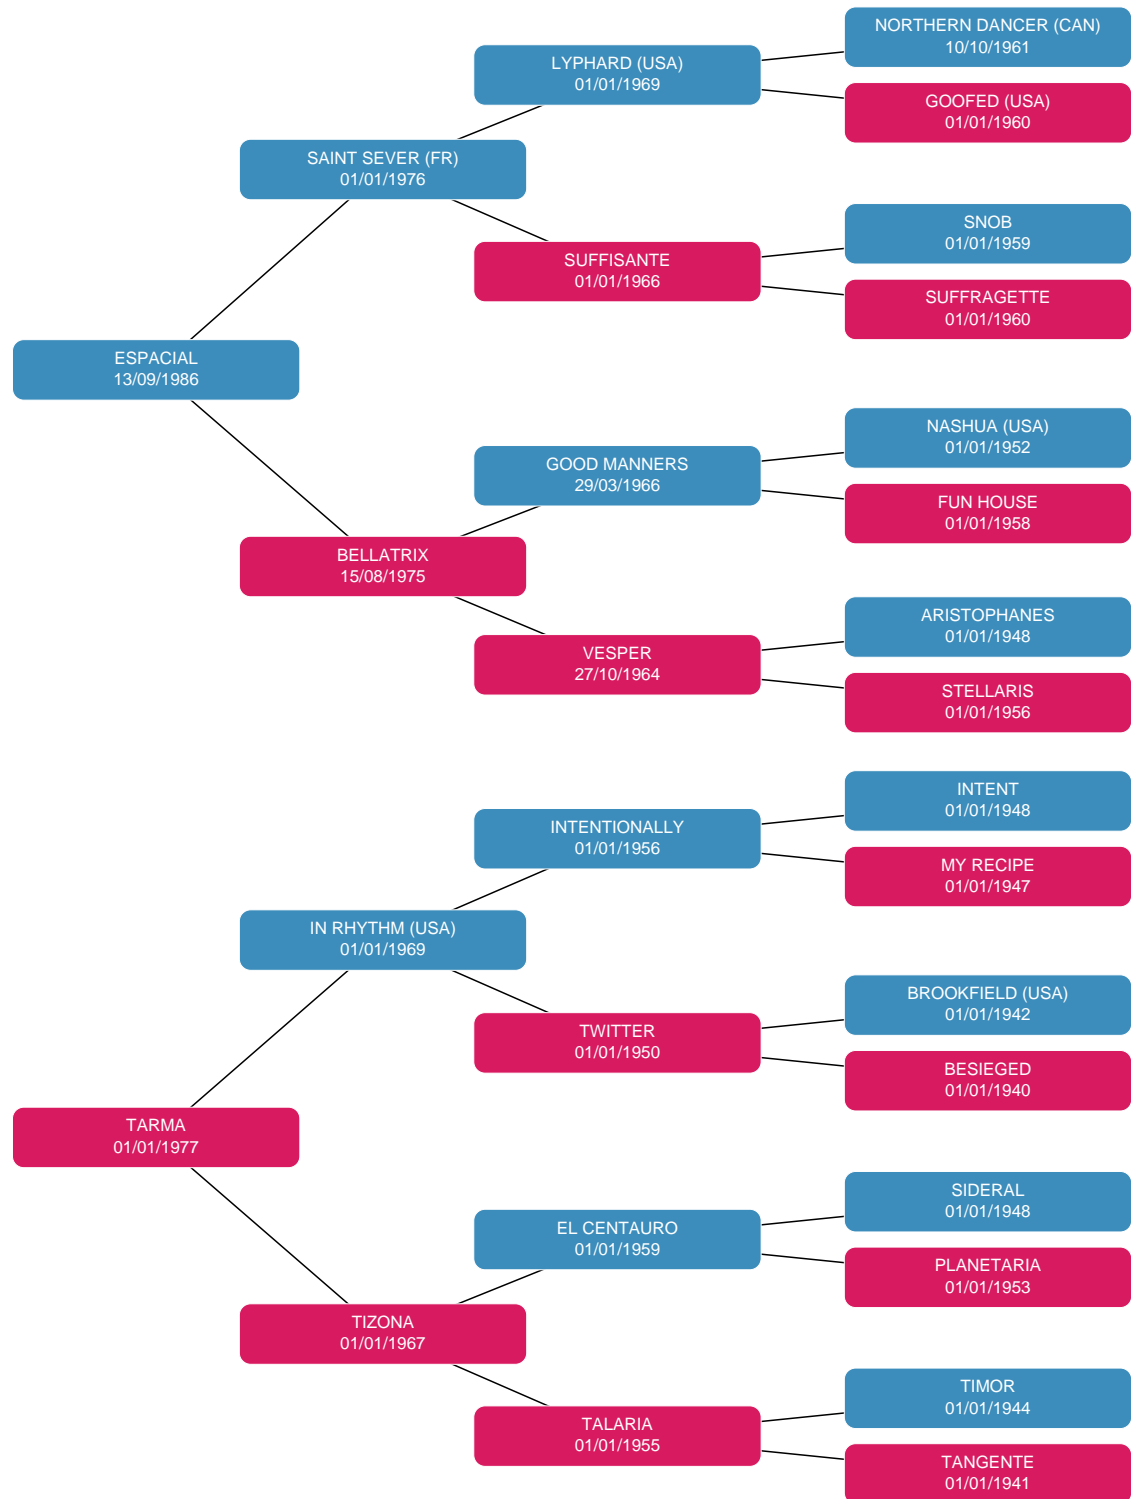 NORTHERN DANCER (CAN)
10/10/1961
LYPHARD (USA)
01/01/1969
GOOFED (USA)
01/01/1960
SAINT SEVER (FR)
01/01/1976
SNOB
01/01/1959
SUFFISANTE
01/01/1966
SUFFRAGETTE
01/01/1960
ESPACIAL
13/09/1986
NASHUA (USA)
01/01/1952
GOOD MANNERS
29/03/1966
FUN HOUSE
01/01/1958
BELLATRIX
15/08/1975
ARISTOPHANES
01/01/1948
VESPER
27/10/1964
STELLARIS
01/01/1956
INTENT
01/01/1948
INTENTIONALLY
01/01/1956
MY RECIPE
01/01/1947
IN RHYTHM (USA)
01/01/1969
BROOKFIELD (USA)
01/01/1942
TWITTER
01/01/1950
BESIEGED
01/01/1940
TARMA
01/01/1977
SIDERAL
01/01/1948
EL CENTAURO
01/01/1959
PLANETARIA
01/01/1953
TIZONA
01/01/1967
TIMOR
01/01/1944
TALARIA
01/01/1955
TANGENTE
01/01/1941